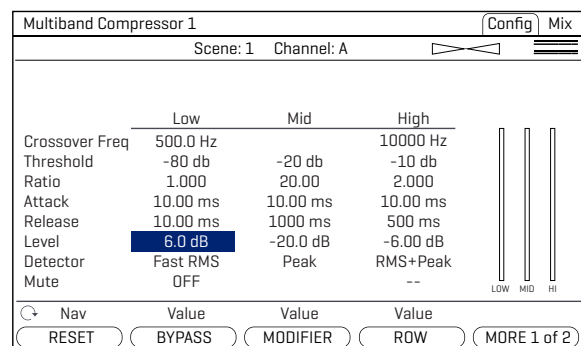 Multiband Compressor 1 Config Mix
Scene: 1 Channel: A
Low Mid High
Crossover Freq 500.0 Hz 10000 Hz
Threshold -80 db -20 db -10 db
Ratio 1.000 20.00 2.000
Attack 10.00 ms 10.00 ms 10.00 ms
Release 10.00 ms 1000 ms 500 ms
Level 6.0 dB -20.0 dB -6.00 dB
Detector Fast RMS Peak RMS+Peak
Mute OFF --
LOW MID HI
Nav Value Value Value
RESET BYPASS MODIFIER ROW MORE 1 of 2